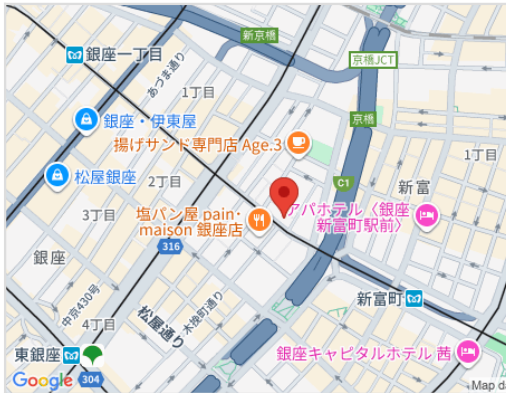 新京橋
京橋JCT
銀座一丁目
あづま通り
1丁目
京橋
銀座・伊東屋
揚げサンド専門店 Age.3
1丁目
松屋銀座
2丁目
C1
新富
3丁目
塩パン屋 pain･
maison 銀座店
アパホテル〈銀座
新富町駅前〉
316
銀座
中京430号
木挽町通り
新富町
松屋通り
4丁目
東銀座
銀座キャピタルホテル 茜
Google
304
Map da